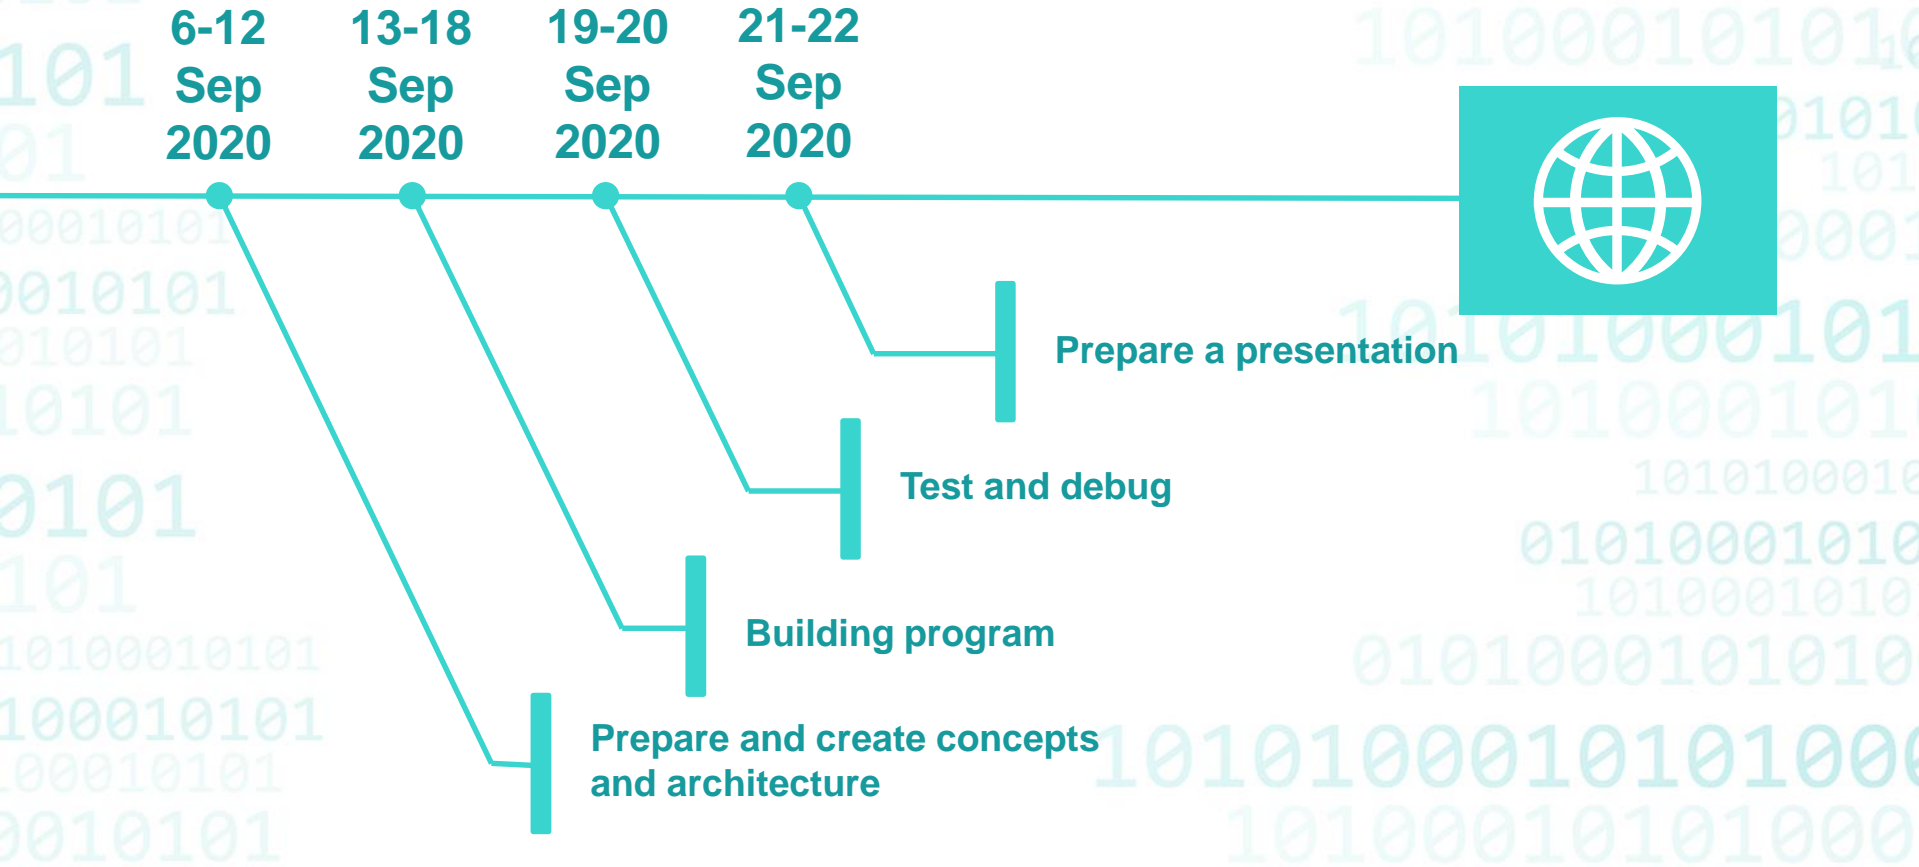 6-12
Sep
2020
13-18
Sep
2020
19-20
Sep
2020
21-22
Sep
2020
Prepare a presentation
Test and debug
Building program
Prepare and create concepts
and architecture